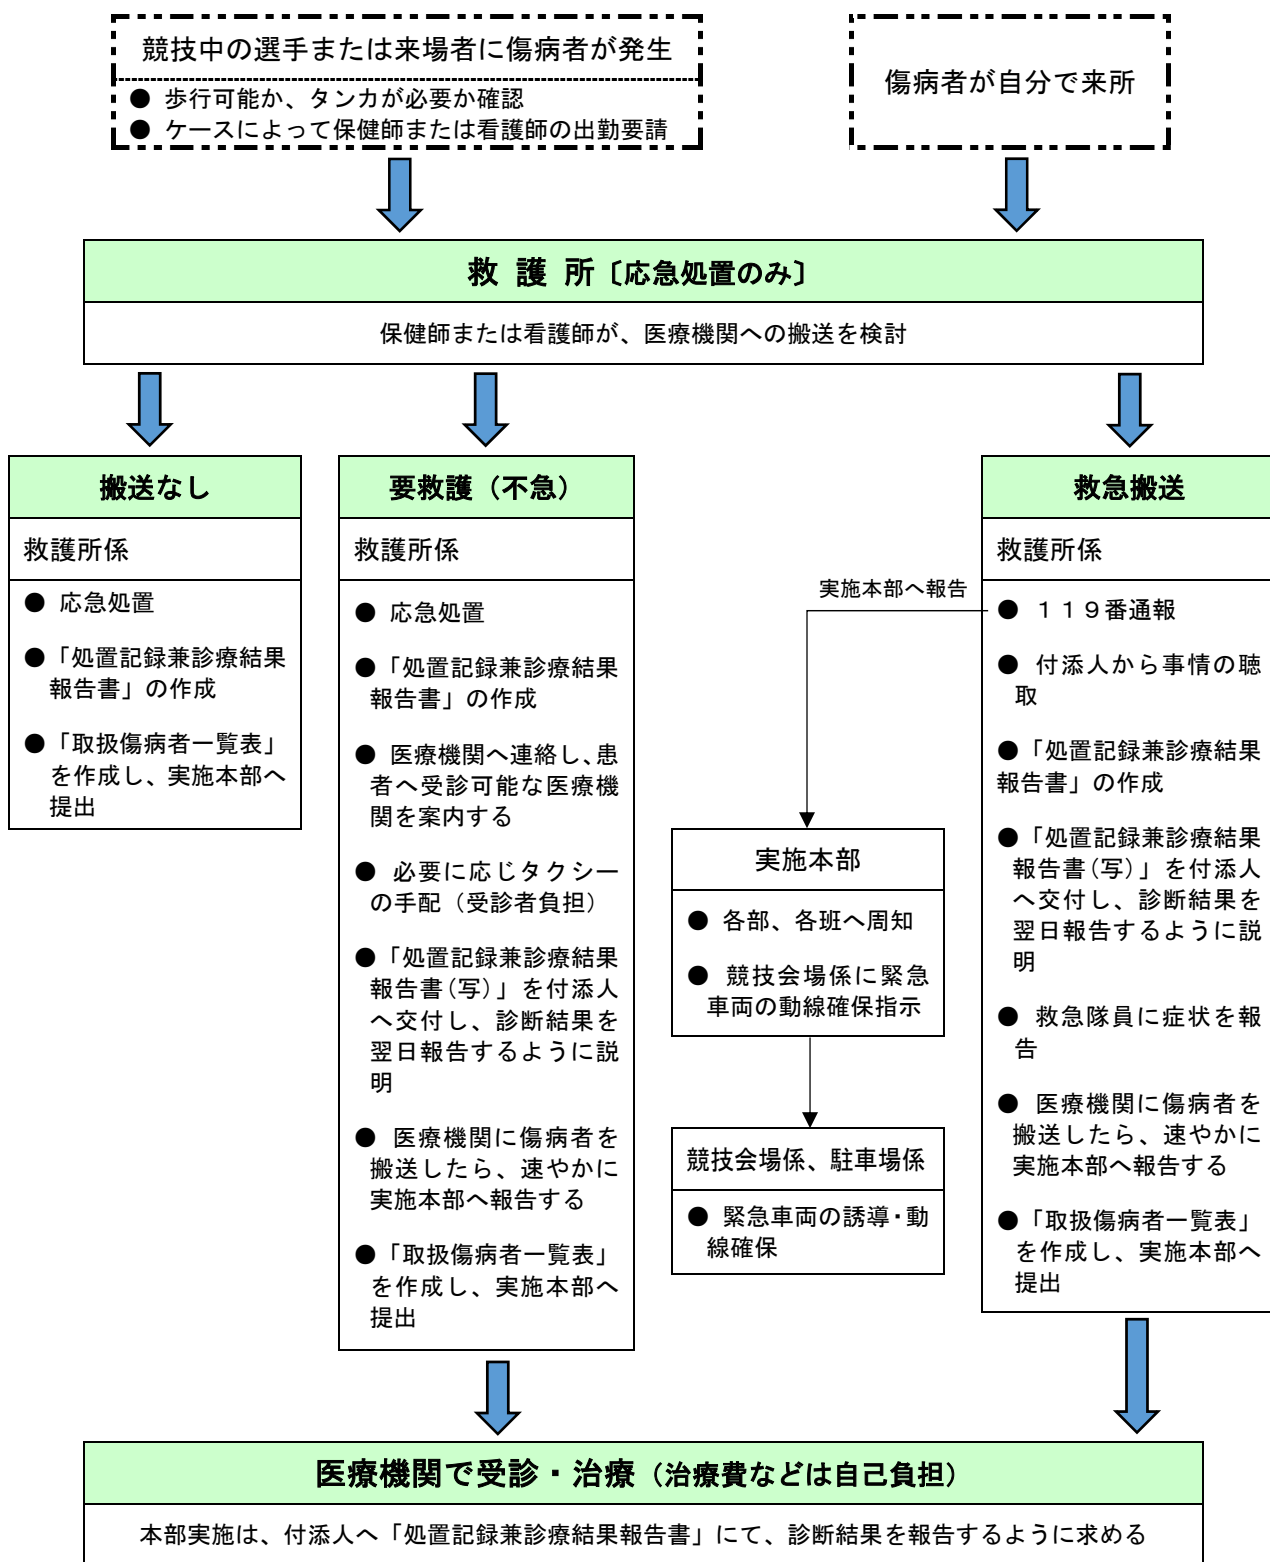 競技中の選手または来場者に傷病者が発生
● 歩行可能か、タンカが必要か確認
● ケースによって保健師または看護師の出勤要請
傷病者が自分で来所
救 護 所〔応急処置のみ〕
保健師または看護師が、医療機関への搬送を検討
搬送なし
救護所係
● 応急処置
●「処置記録兼診療結果
報告書」の作成
●「取扱傷病者一覧表」
を作成し、実施本部へ
提出
要救護（不急）
救護所係
● 応急処置
●「処置記録兼診療結果
報告書」の作成
● 医療機関へ連絡し、患
者へ受診可能な医療機
関を案内する
● 必要に応じタクシー
の手配（受診者負担）
●「処置記録兼診療結果
報告書（写）」を付添人
へ交付し、診断結果を
翌日報告するように説
明
● 医療機関に傷病者を
搬送したら、速やかに
実施本部へ報告する
●「取扱傷病者一覧表」
を作成し、実施本部へ
提出
実施本部へ報告
実施本部
● 各部、各班へ周知
● 競技会場係に緊急
車両の動線確保指示
競技会場係、駐車場係
● 緊急車両の誘導・動
線確保
救急搬送
救護所係
● １１９番通報
● 付添人から事情の聴
取
●「処置記録兼診療結果
報告書」の作成
●「処置記録兼診療結果
報告書（写）」を付添人
へ交付し、診断結果を
翌日報告するように説
明
● 救急隊員に症状を報
告
● 医療機関に傷病者を
搬送したら、速やかに
実施本部へ報告する
●「取扱傷病者一覧表」
を作成し、実施本部へ
提出
医療機関で受診・治療（治療費などは自己負担）
本部実施は、付添人へ「処置記録兼診療結果報告書」にて、診断結果を報告するように求める